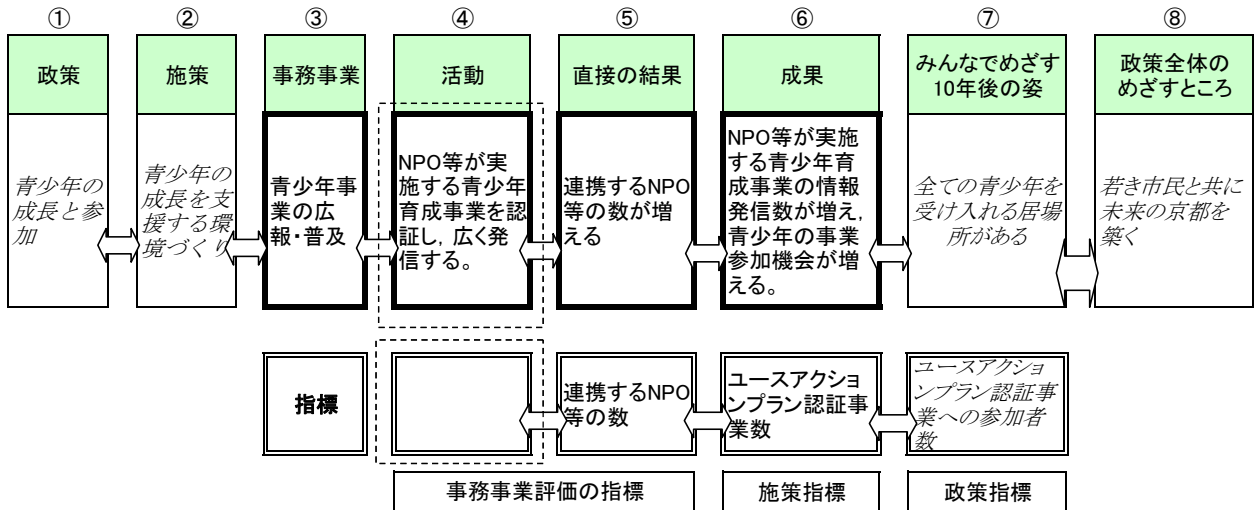 ①
②
③
④
⑤
⑥
⑦
⑧
政策
施策
事務事業
活動
直接の結果
成果
みんなでめざす
10年後の姿
政策全体の
めざすところ
青少年の
成長と参
加
青少年の
成長を支
援する環
境づくり
青少年事
業の広
報・普及
NPO等が実
施する青少年
育成事業を認
証し,広く発
信する。
連携するNPO
等の数が増
える
NPO等が実施
する青少年育
成事業の情報
発信数が増え,
青少年の事業
参加機会が増
える。
全ての青少年を
受け入れる居場
所がある
若き市民と共に
未来の京都を
築く
指標
連携するNPO
等の数
ユースアクショ
ンプラン認証事
業数
ユースアクショ
ンプラン認証事
業への参加者
数
事務事業評価の指標
施策指標
政策指標